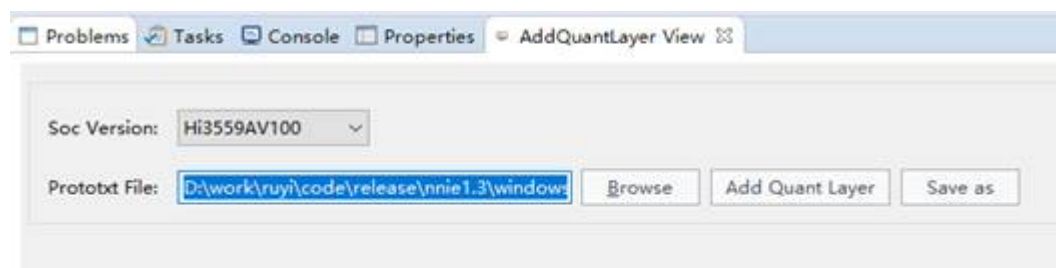 Problems Tasks Console Properties AddQuantLayer View
Soc Version: Hi3559AV100
Prototxt File: D:\work\ruyi\code\release\nnie1.3\windows Browse Add Quant Layer Save as